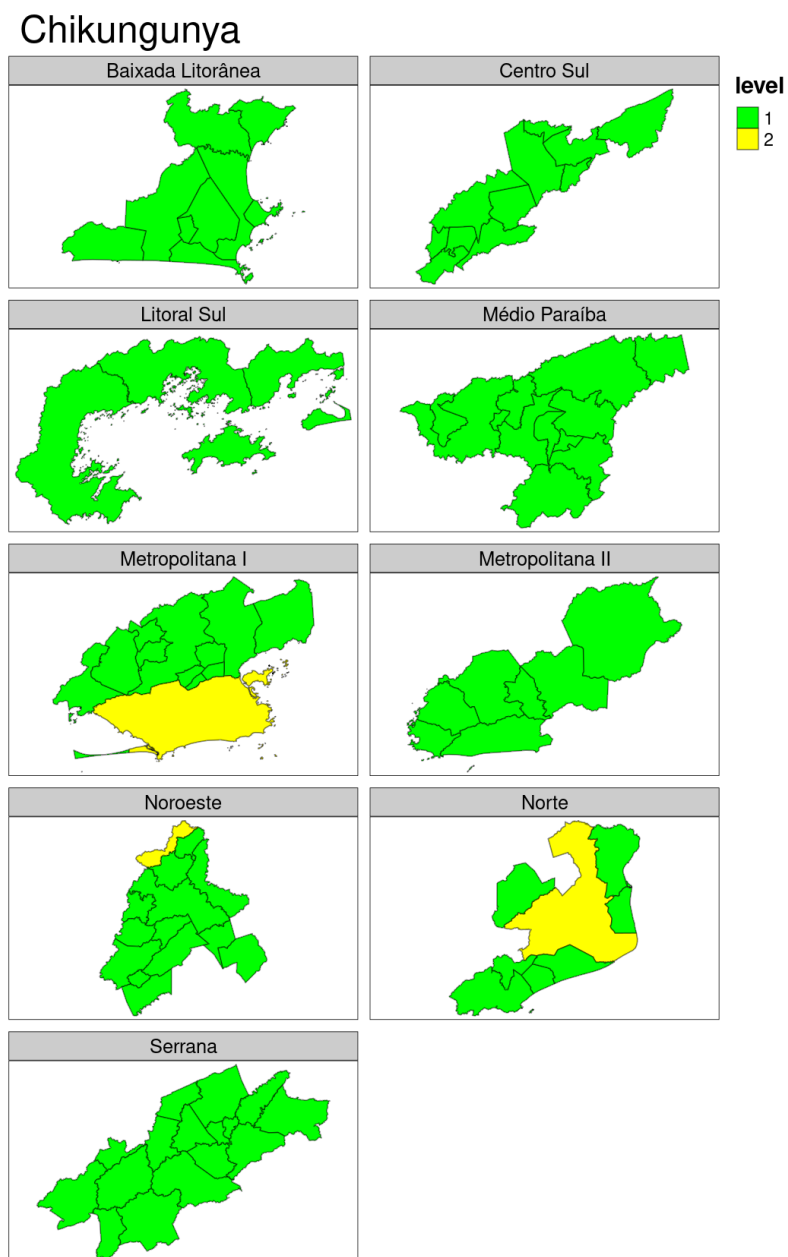 Chikungunya
Baixada Litorânea
Centro Sul
level
1
2
Litoral Sul
Médio Paraíba
Metropolitana I
Metropolitana II
Noroeste
Norte
Serrana